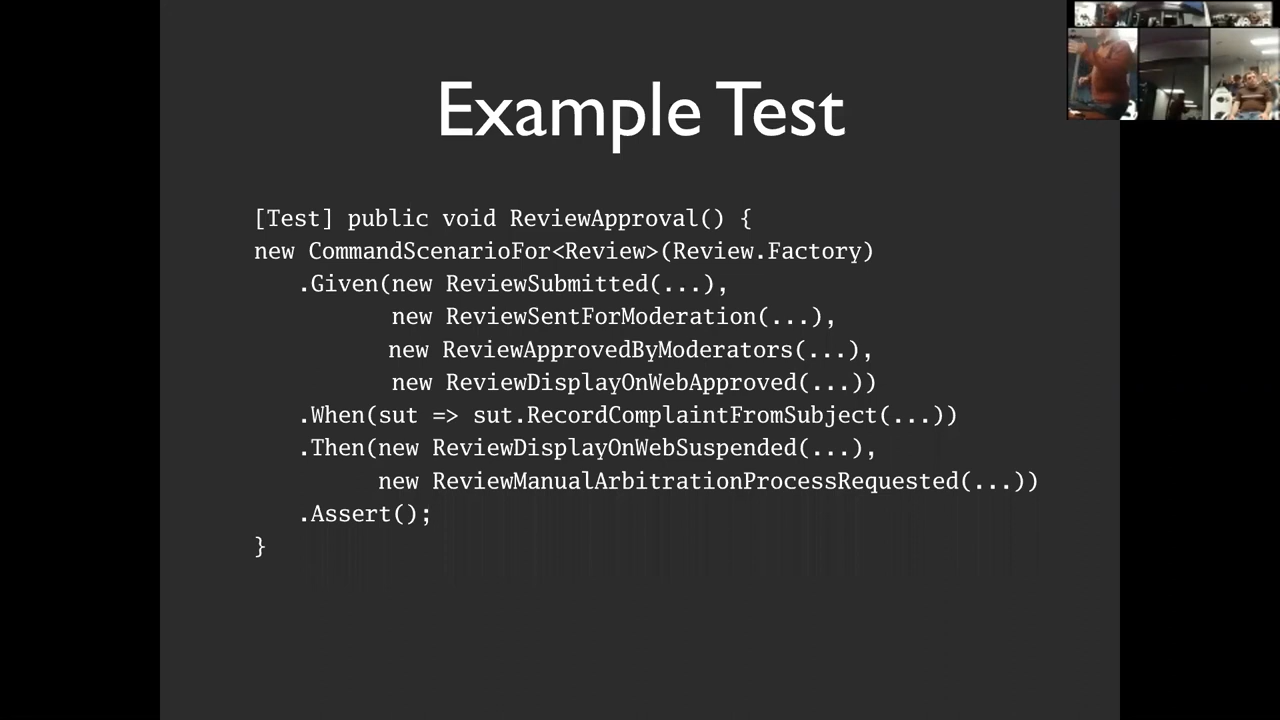 Example Test
[Test] public void ReviewApproval() {
new CommandScenarioFor<Review>(Review.Factory)
.Given(new ReviewSubmitted(...),
new ReviewSentForModeration(...),
new ReviewApprovedByModerators(...),
new ReviewDisplayOnWebApproved(...))
.When(sut => sut.RecordComplaintFromSubject(...))
.Then(new ReviewDisplayOnWebSuspended(...),
new ReviewManualArbitrationProcessRequested(...))
.Assert();
}